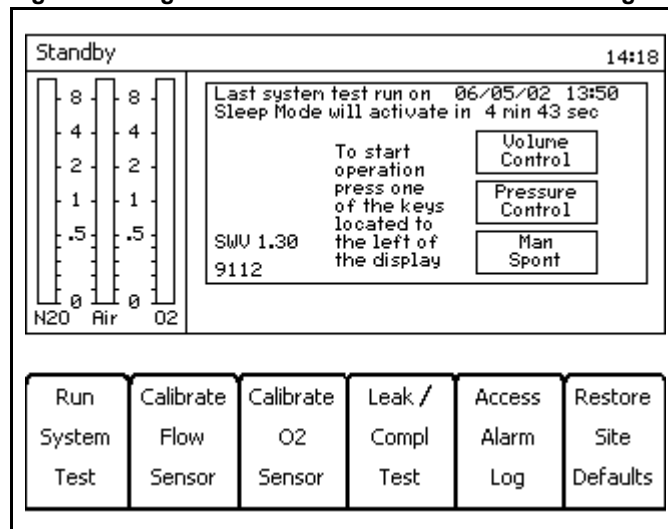 Standby 14:18
8 8
4 4
2 2
1 1
.5 .5
0 0
N2O Air O2
Last system test run on 06/05/02 13:50
Sleep Mode will activate in 4 min 43 sec
To start
operation
press one
of the keys
located to
the left of
the display
Volume
Control
Pressure
Control
Man
Spont
SWV 1.30
9112
Run
System
Test
Calibrate
Flow
Sensor
Calibrate
O2
Sensor
Leak /
Compl
Test
Access
Alarm
Log
Restore
Site
Defaults